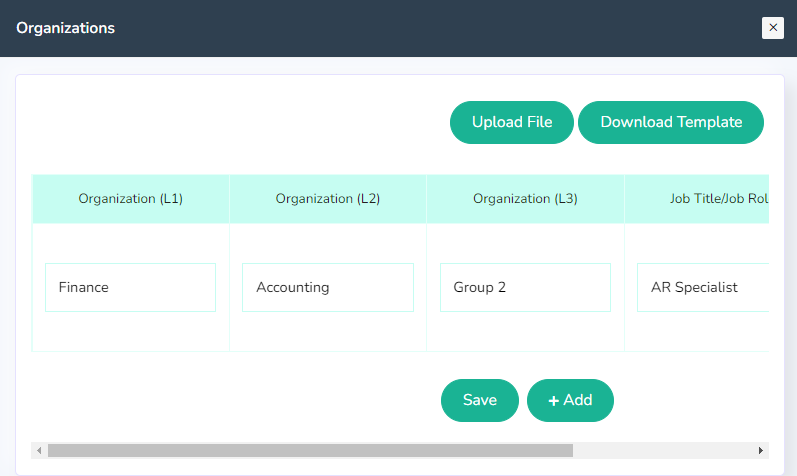 Organizations
Upload File Download Template
Organization (L1) Organization (L2) Organization (L3) Job Title/Job Rol
Finance Accounting Group 2 AR Specialist
Save + Add